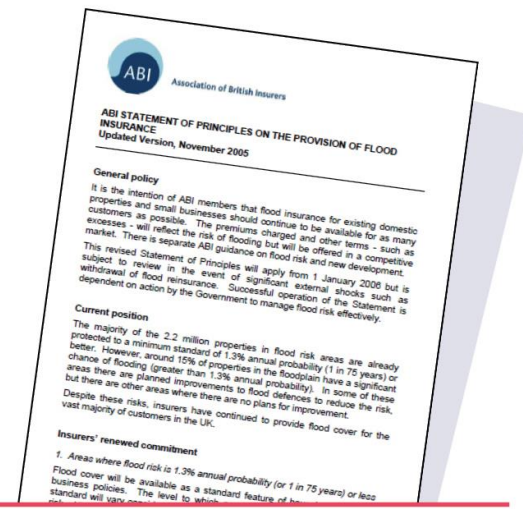 ABI
Association of British Insurers
ABI STATEMENT OF PRINCIPLES ON THE PROVISION OF FLOOD
INSURANCE
Updated Version, November 2005
General policy
It is the intention of ABI members that flood insurance for existing domestic
properties and small businesses should continue to be available for as many
customers as possible. The premiums charged and other terms - such as
excesses - will reflect the risk of flooding but will be offered in a competitive
market. There is separate ABI guidance on flood risk and new development.
This revised Statement of Principles will apply from 1 January 2006 but is
subject to review in the event of significant external shocks such as
withdrawal of flood reinsurance. Successful operation of the Statement is
dependent on action by the Government to manage flood risk effectively.
Current position
The majority of the 2.2 million properties in flood risk areas are already
protected to a minimum standard of 1.3% annual probability (1 in 75 years) or
better. However, around 15% of properties in the floodplain have a significant
chance of flooding (greater than 1.3% annual probability). In some of these
areas there are planned improvements to flood defences to reduce the risk,
but there are other areas where there are no plans for improvement.
Despite these risks, insurers have continued to provide flood cover for the
vast majority of customers in the UK.
Insurers' renewed commitment
1. Areas where flood risk is 1.3% annual probability (or 1 in 75 years) or less
Flood cover will be available as a standard feature of
business policies. The level to which
standard will vary